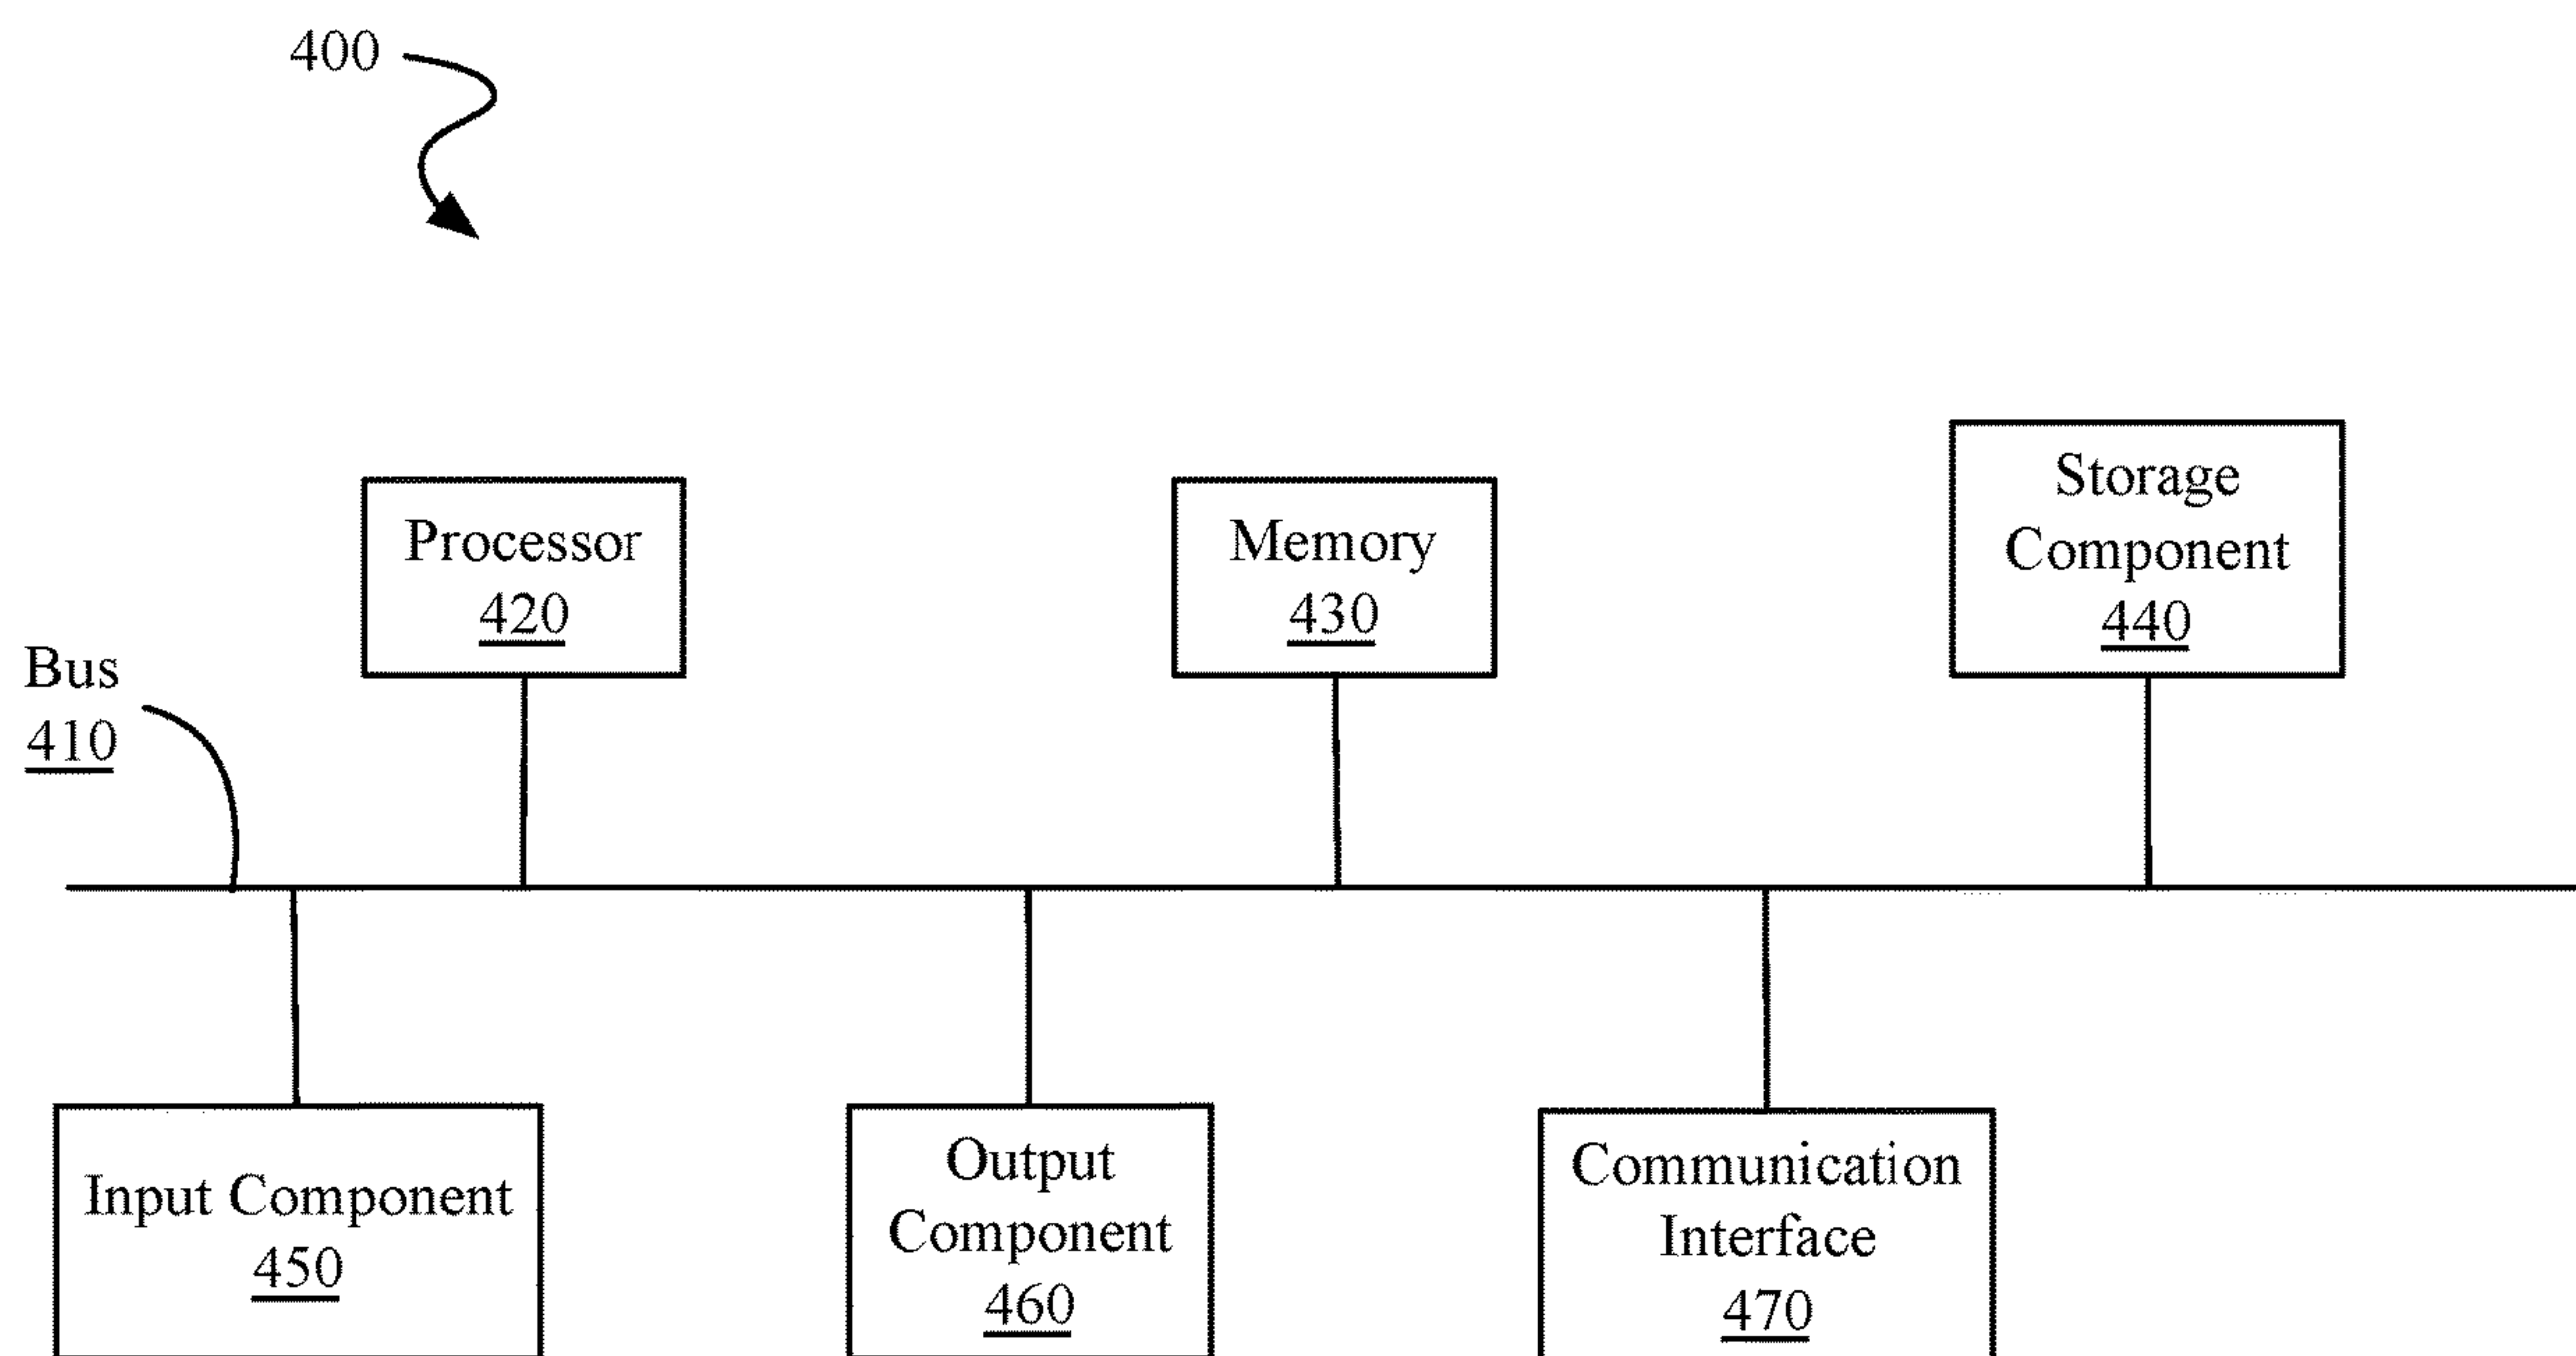 400
Processor
420
Memory
430
Storage
Component
440
Bus
410
Input Component
450
Output
Component
460
Communication
Interface
470